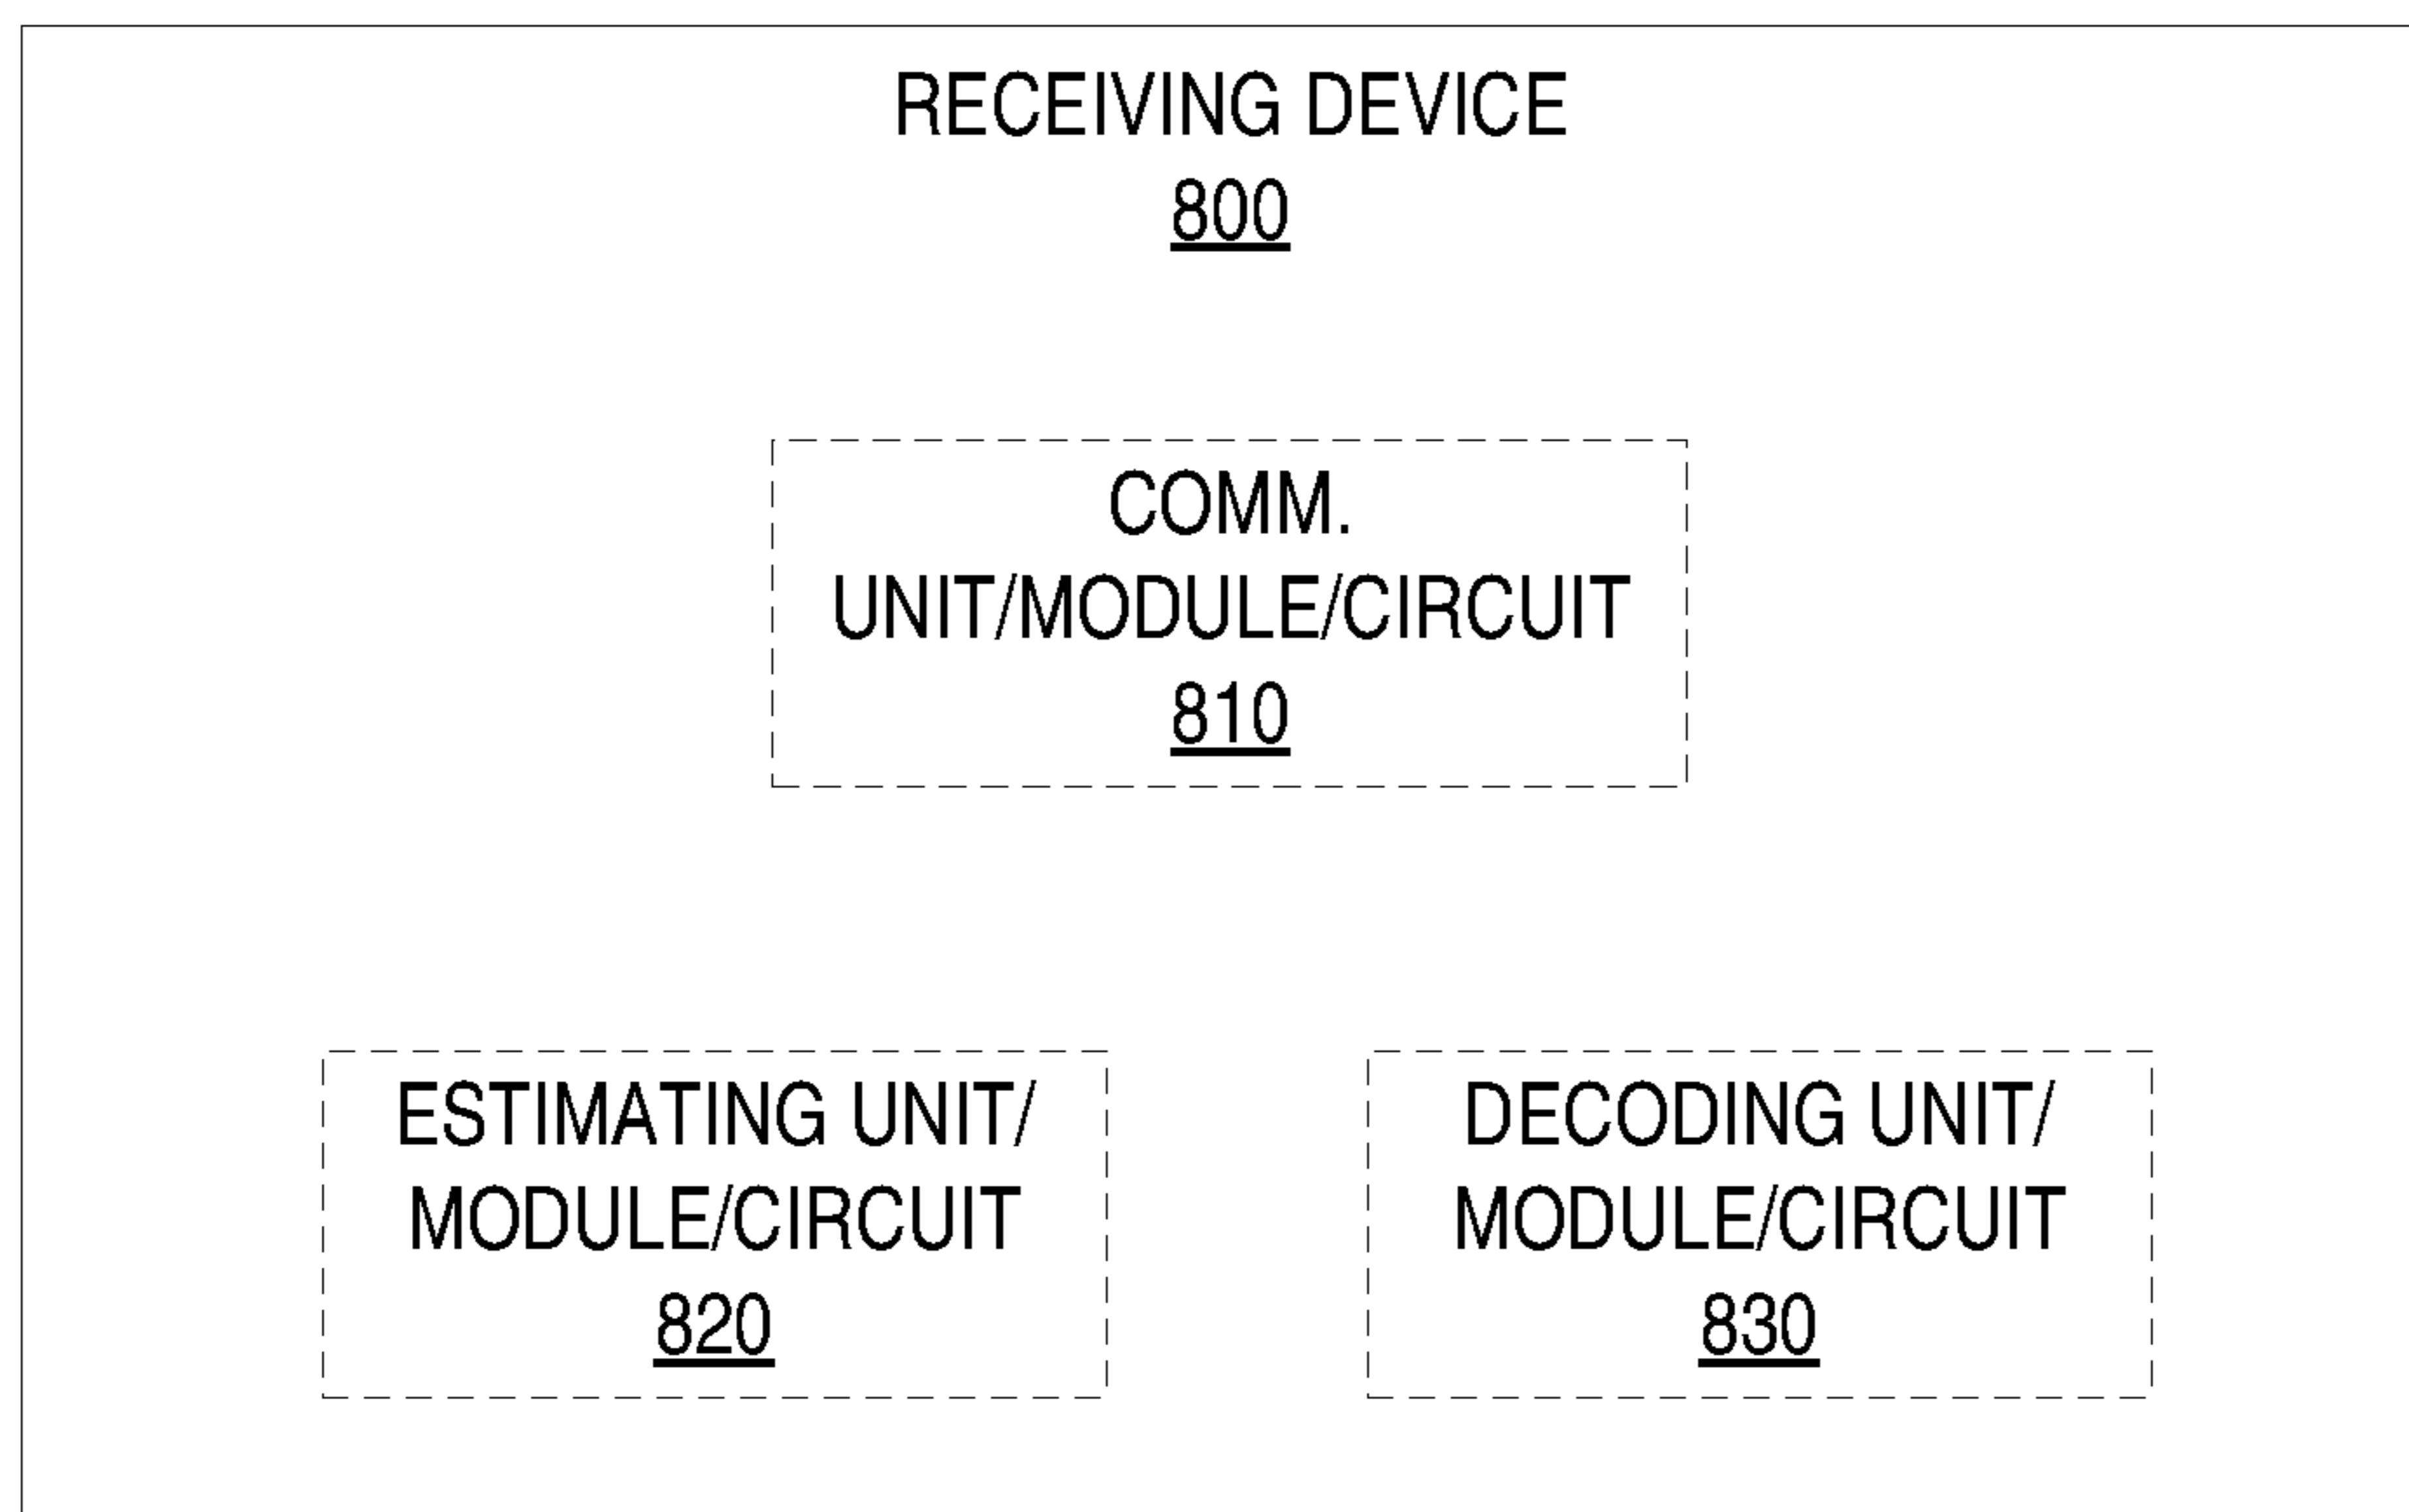 RECEIVING DEVICE
800
COMM.
UNIT/MODULE/CIRCUIT
810
ESTIMATING UNIT/
MODULE/CIRCUIT
820
DECODING UNIT/
MODULE/CIRCUIT
830